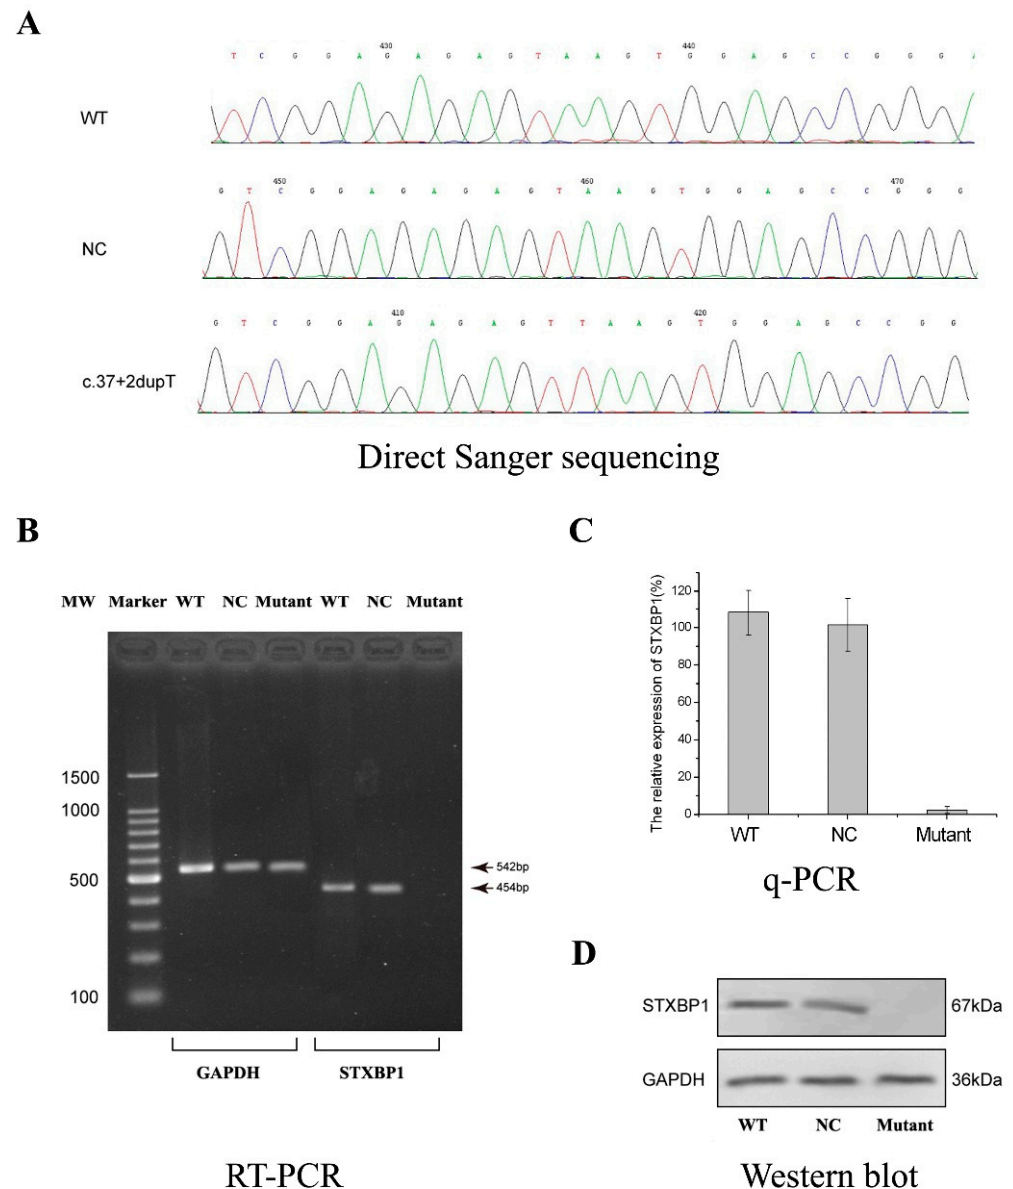 A
430 440
T C G G A G A G A G T A A G T G G A G C C G G G A
WT
450 460 470
G T C G G A G A G A G T A A G T G G A G C C G G G
NC
410 420
G T C G G A G A G A G T T A A G T G G A G C C G G
c.37+2dupT
Direct Sanger sequencing
B
MW Marker WT NC Mutant WT NC Mutant
1500
1000
500
100
542bp
454bp
GAPDH STXBP1
RT-PCR
C
The relative expression of STXBP1(%)
120
100
80
60
40
20
0
WT NC Mutant
q-PCR
D
STXBP1 67kDa
GAPDH 36kDa
WT NC Mutant
Western blot